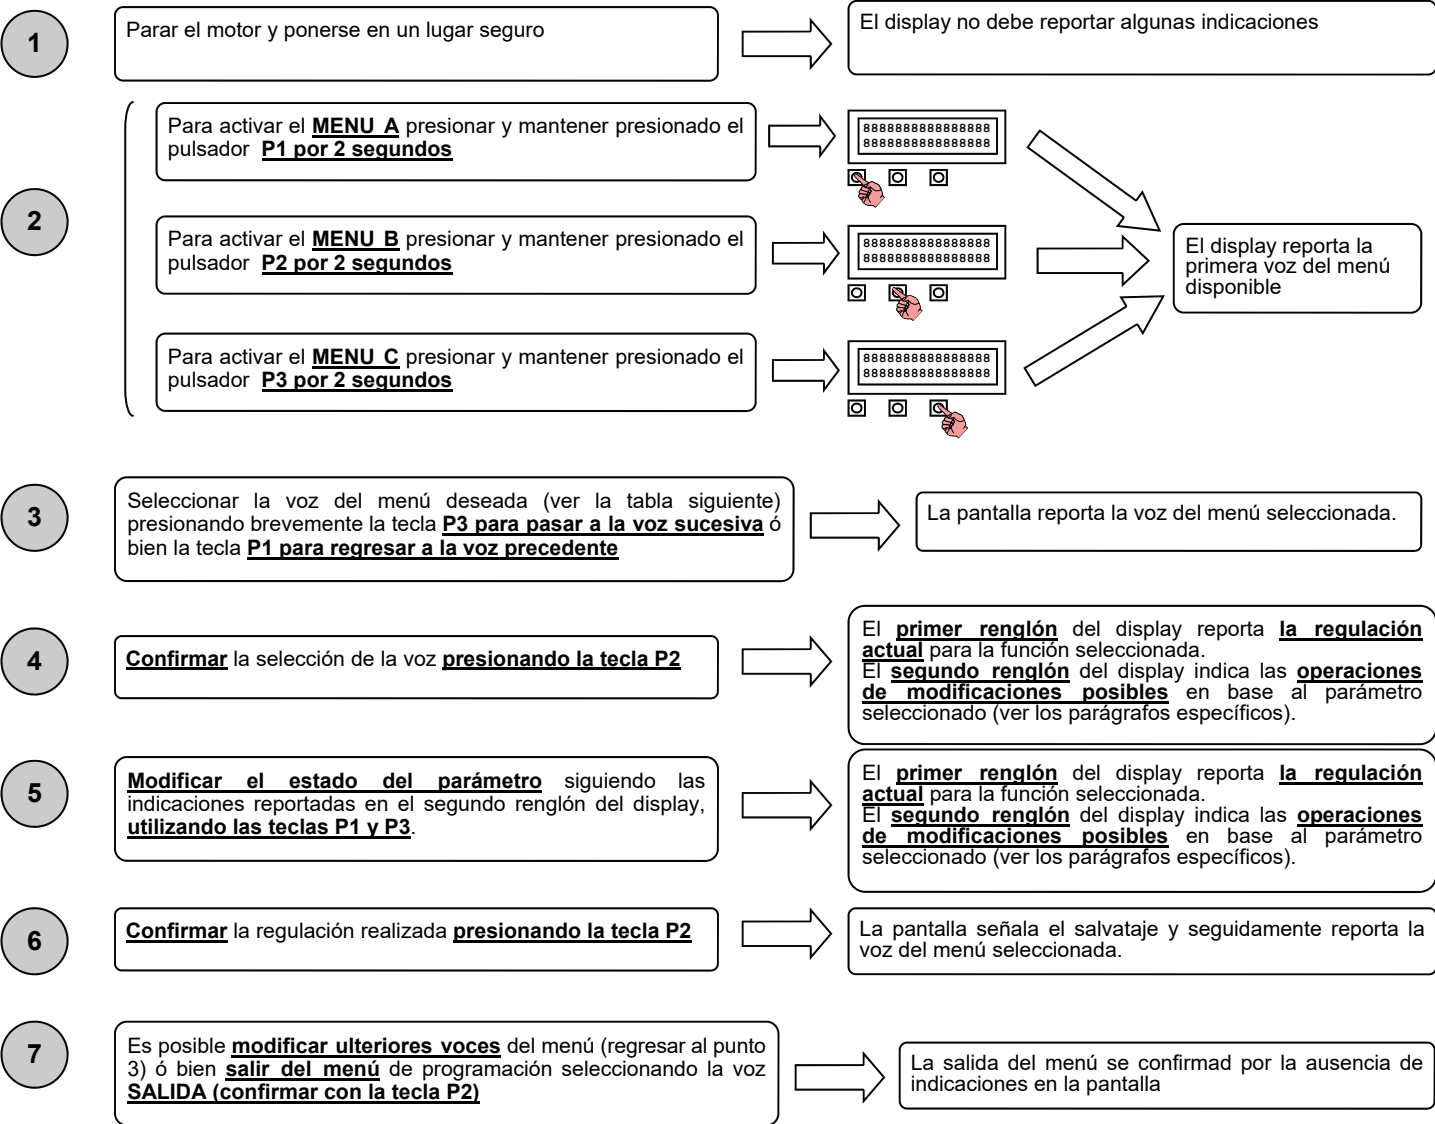 1
Parar el motor y ponerse en un lugar seguro
El display no debe reportar algunas indicaciones
2
Para activar el MENU A presionar y mantener presionado el
pulsador P1 por 2 segundos
8888888888888888
8888888888888888
Para activar el MENU B presionar y mantener presionado el
pulsador P2 por 2 segundos
8888888888888888
8888888888888888
Para activar el MENU C presionar y mantener presionado el
pulsador P3 por 2 segundos
8888888888888888
8888888888888888
El display reporta la
primera voz del menú
disponible
3
Seleccionar la voz del menú deseada (ver la tabla siguiente)
presionando brevemente la tecla P3 para pasar a la voz sucesiva ó
bien la tecla P1 para regresar a la voz precedente
La pantalla reporta la voz del menú seleccionada.
4
Confirmar la selección de la voz presionando la tecla P2
El primer renglón del display reporta la regulación
actual para la función seleccionada.
El segundo renglón del display indica las operaciones
de modificaciones posibles en base al parámetro
seleccionado (ver los parágrafos específicos).
5
Modificar el estado del parámetro siguiendo las
indicaciones reportadas en el segundo renglón del display,
utilizando las teclas P1 y P3.
El primer renglón del display reporta la regulación
actual para la función seleccionada.
El segundo renglón del display indica las operaciones
de modificaciones posibles en base al parámetro
seleccionado (ver los parágrafos específicos).
6
Confirmar la regulación realizada presionando la tecla P2
La pantalla señala el salvataje y seguidamente reporta la
voz del menú seleccionada.
7
Es posible modificar ulteriores voces del menú (regresar al punto
3) ó bien salir del menú de programación seleccionando la voz
SALIDA (confirmar con la tecla P2)
La salida del menú se confirmad por la ausencia de
indicaciones en la pantalla